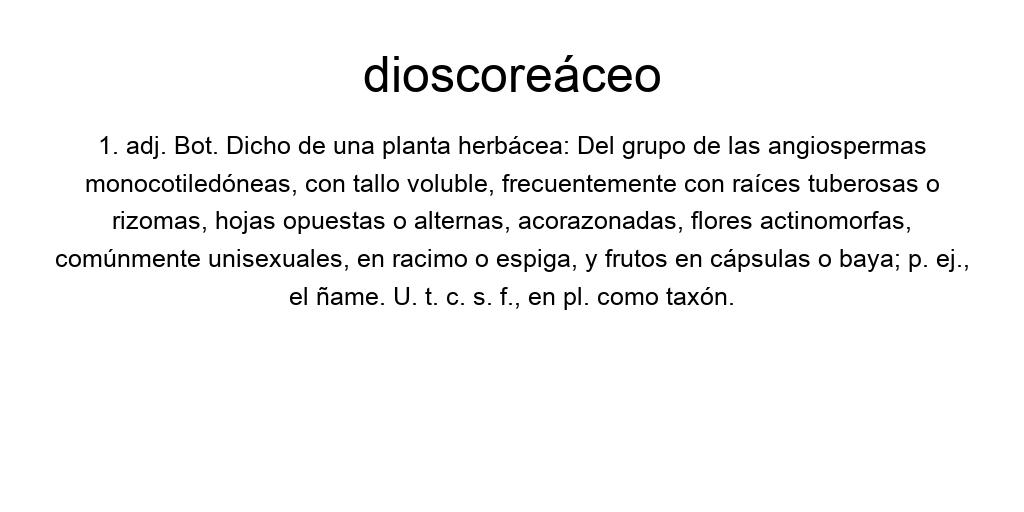 dioscoreáceo
1. adj. Bot. Dicho de una planta herbácea: Del grupo de las angiospermas
monocotiledóneas, con tallo voluble, frecuentemente con raíces tuberosas o
rizomas, hojas opuestas o alternas, acorazonadas, flores actinomorfas,
comúnmente unisexuales, en racimo o espiga, y frutos en cápsulas o baya; p. ej.,
el ñame. U. t. c. s. f., en pl. como taxón.